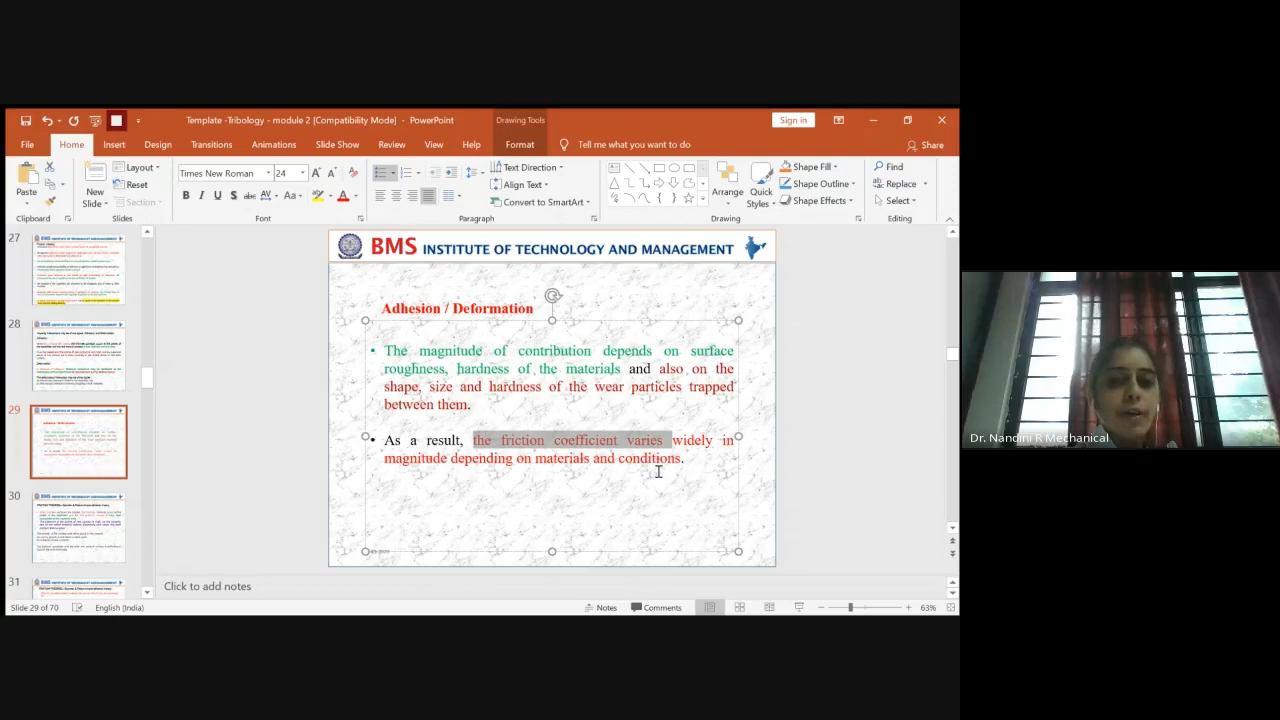 Template -Tribology - module 2 [Compatibility Mode] - PowerPoint
Drawing Tools
Sign in
File Home Insert Design Transitions Animations Slide Show Review View Help Format Tell me what you want to do Share
Times New Roman 24 Text Direction Shape Fill Find
Paste New Slide Layout Reset Section Align Text Arrange Quick Styles Shape Outline Replace
B I U S abc AV Aa A Convert to SmartArt Shape Effects Select
Clipboard Slides Font Paragraph Drawing Editing
27
28
29
30
31
BMS INSTITUTE OF TECHNOLOGY AND MANAGEMENT
Adhesion / Deformation
• The magnitude of contribution depends on surface
roughness, hardness of the materials and also on the
shape, size and hardness of the wear particles trapped
between them.
• As a result, the friction coefficient varies widely in
magnitude depending on materials and conditions.
Click to add notes
Slide 29 of 70 English (India) Notes Comments 63%
Dr. Nandini R Mechanical